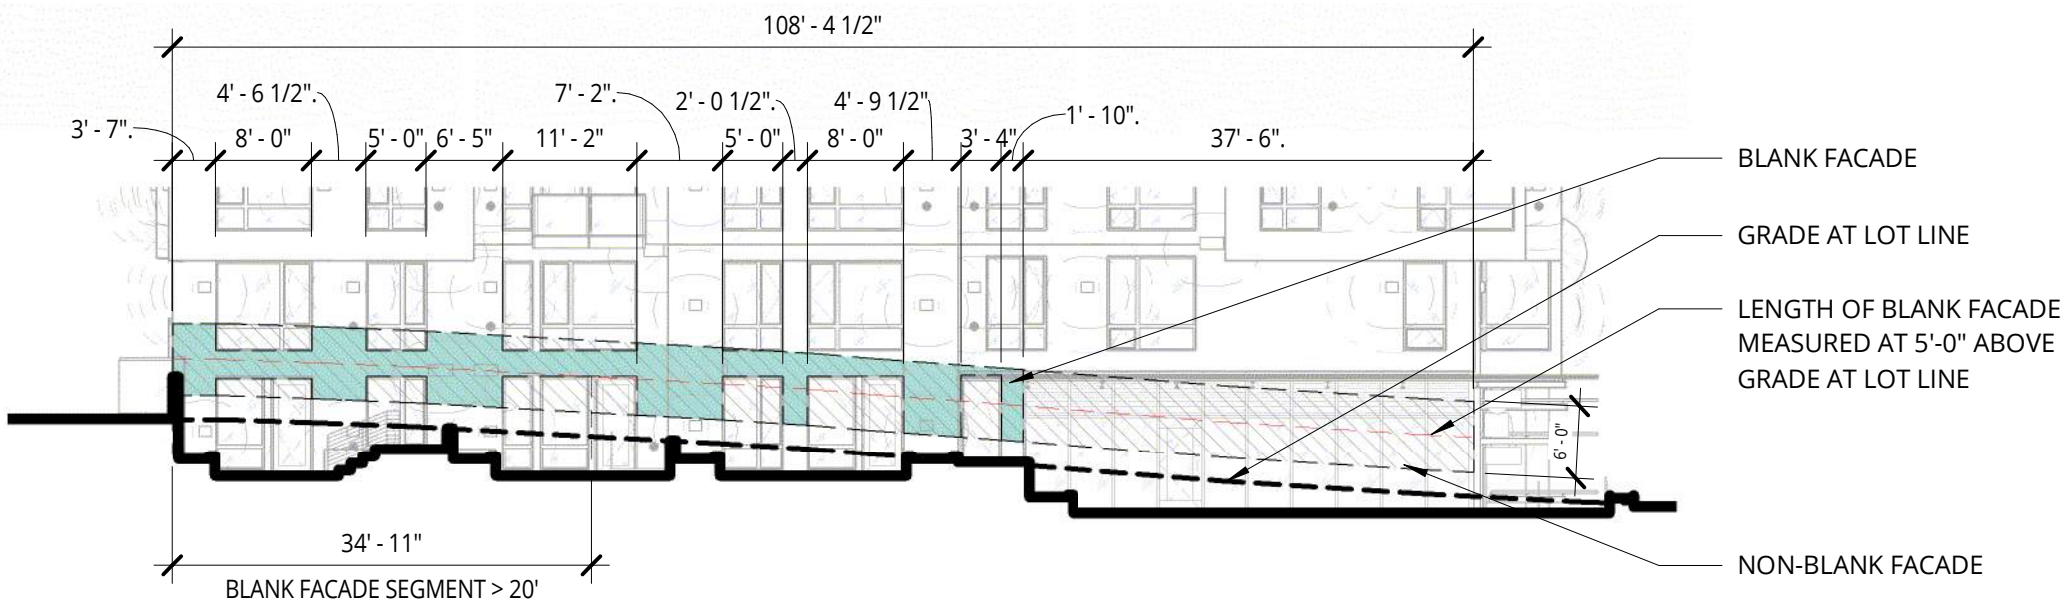 108' - 4 1/2"
4' - 6 1/2".
7' - 2".
2' - 0 1/2".
4' - 9 1/2"
3' - 7".
8' - 0"
5' - 0"
6' - 5"
11' - 2"
5' - 0"
8' - 0"
3' - 4"
1' - 10".
37' - 6".
BLANK FACADE
GRADE AT LOT LINE
LENGTH OF BLANK FACADE
MEASURED AT 5'-0" ABOVE
GRADE AT LOT LINE
6' - 0"
34' - 11"
BLANK FACADE SEGMENT > 20'
NON-BLANK FACADE